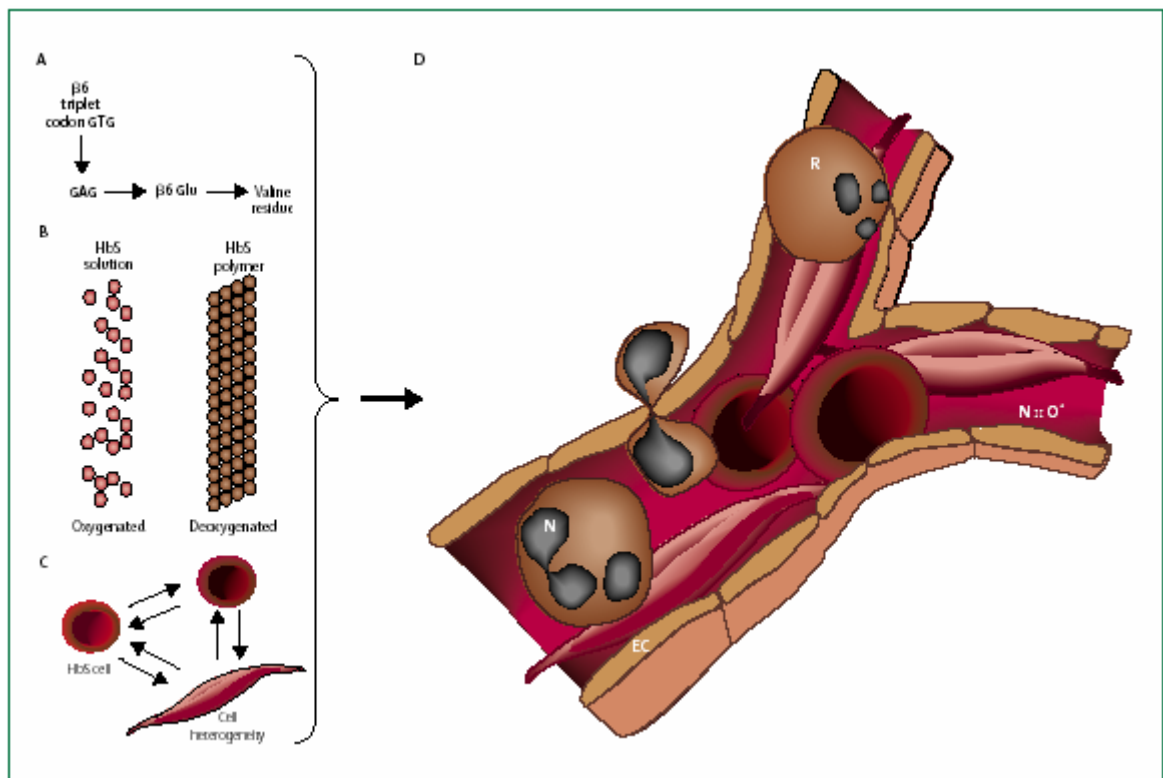 A
β6
triplet
codon GTG
GAG
β6 Glu
Valine
residue
B
HbS
solution
HbS
polymer
Oxygenated
Deoxygenated
C
HbS cell
Cell
heterogeneity
D
R
N
EC
N::O°